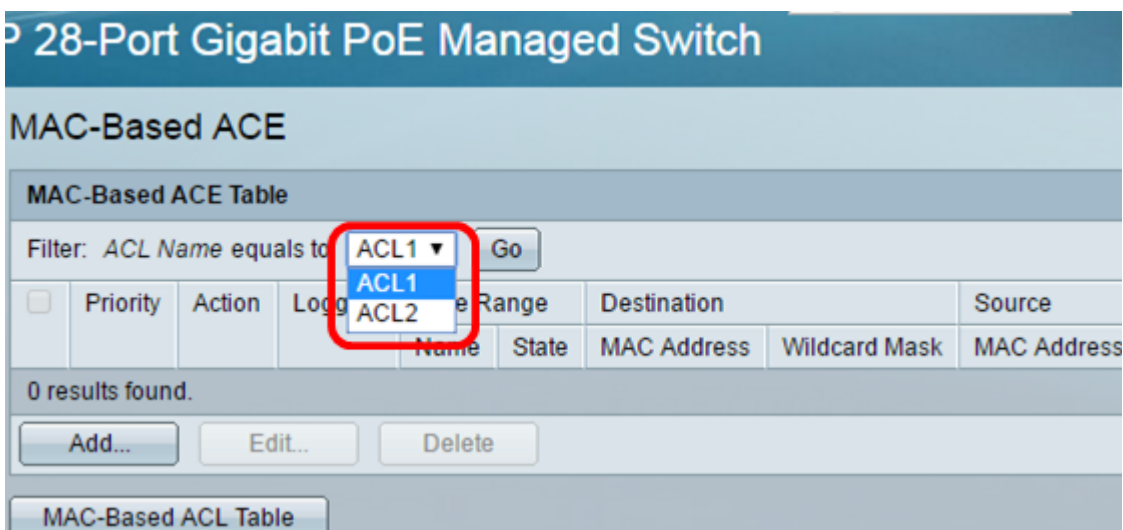 P 28-Port Gigabit PoE Managed Switch
MAC-Based ACE
MAC-Based ACE Table
Filter: ACL Name equals to ACL1 ▼ Go
ACL1
ACL2
Priority Action Range Destination Source
Name State MAC Address Wildcard Mask MAC Address
0 results found.
Add... Edit... Delete
MAC-Based ACL Table